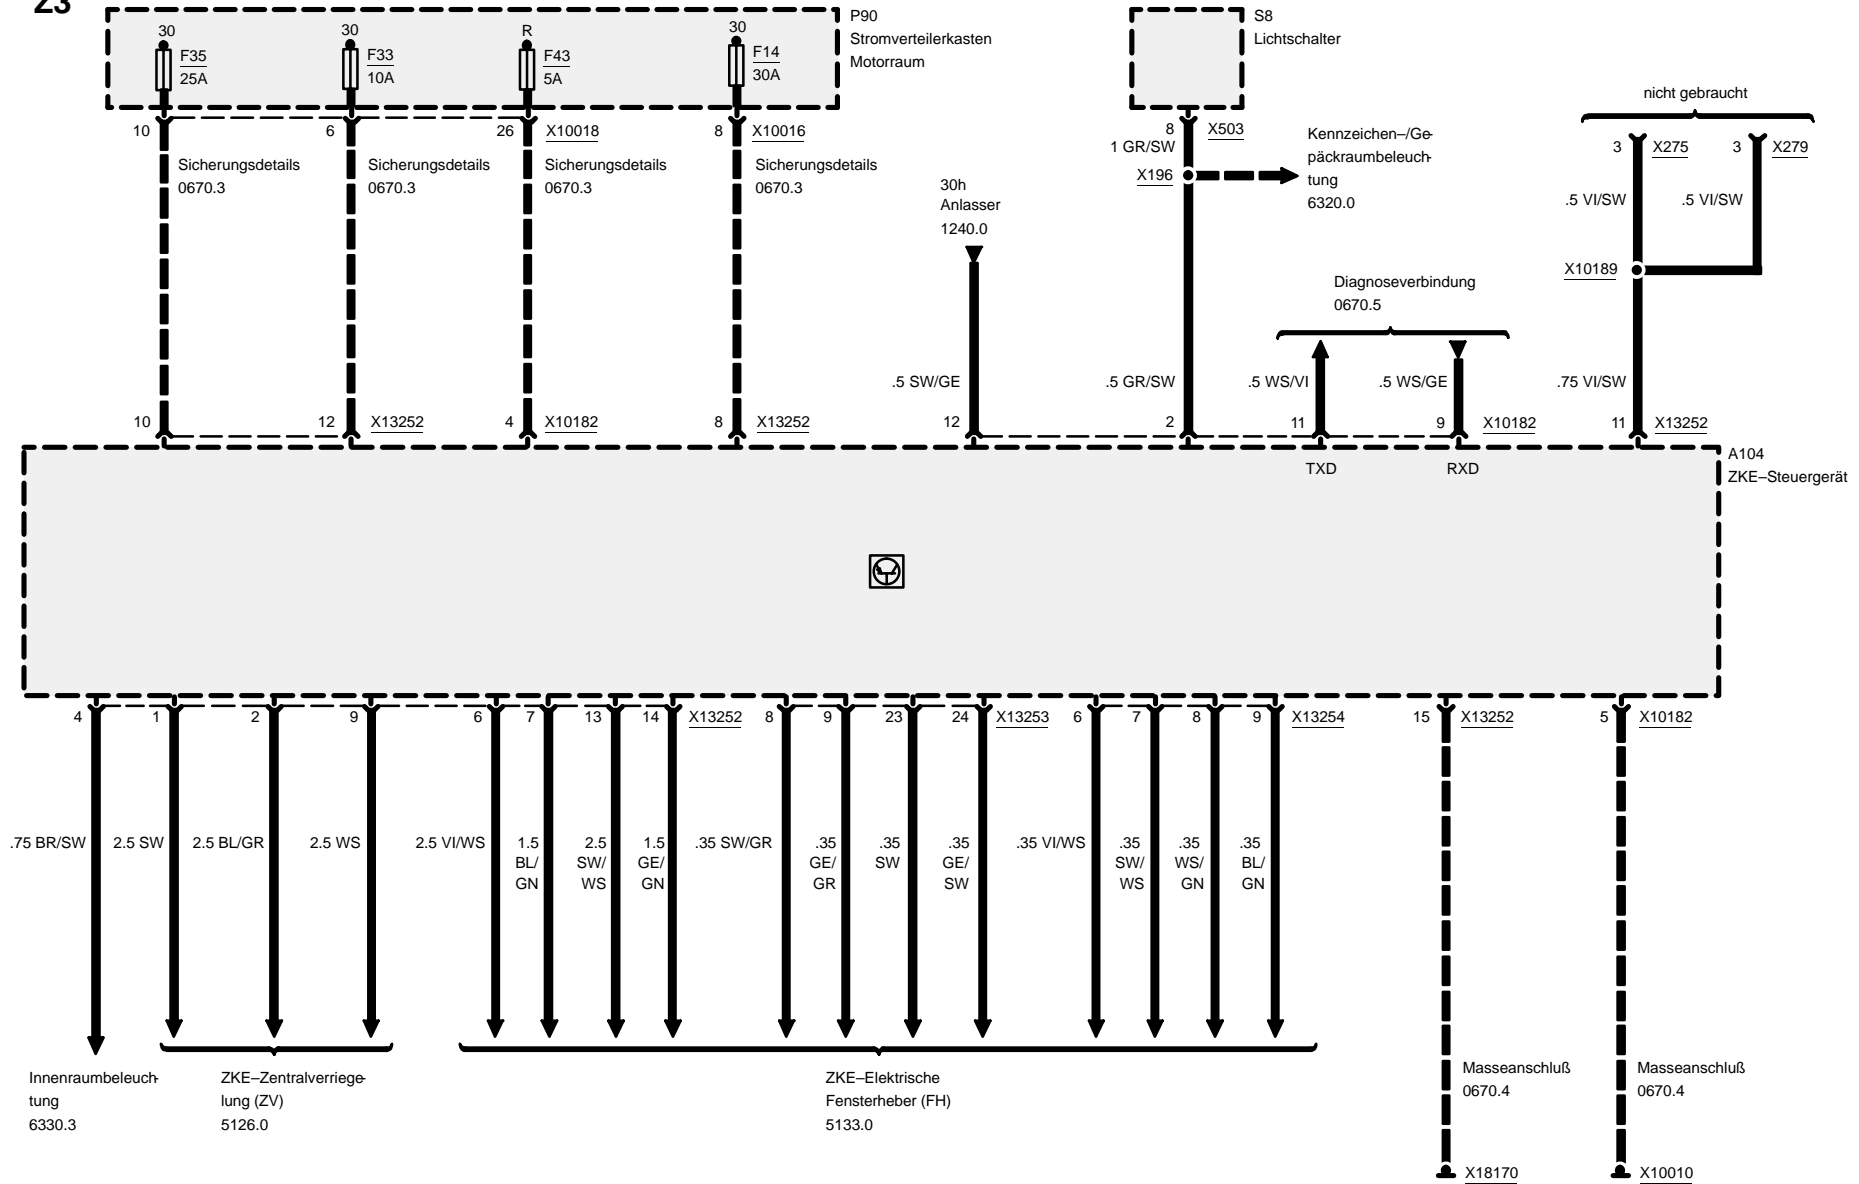 Z3
P90
Stromverteilerkasten
Motorraum
30
F35
25A
30
F33
10A
R
F43
5A
30
F14
30A
S8
Lichtschalter
nicht gebraucht
10
6
26
X10018
8
X10016
8
X503
1 GR/SW
X196
Kennzeichen–/Ge-
päckraumbeleuch-
tung
6320.0
3
X275
3
X279
Sicherungsdetails
0670.3
Sicherungsdetails
0670.3
Sicherungsdetails
0670.3
Sicherungsdetails
0670.3
30h
Anlasser
1240.0
.5 VI/SW
.5 VI/SW
X10189
Diagnoseverbindung
0670.5
.5 SW/GE
.5 GR/SW
.5 WS/VI
.5 WS/GE
.75 VI/SW
10
12
X13252
4
X10182
8
X13252
12
2
11
9
X10182
11
X13252
TXD
RXD
A104
ZKE–Steuergerät
4
1
2
9
6
7
13
14
X13252
8
9
23
24
X13253
6
7
8
9
X13254
15
X13252
5
X10182
.75 BR/SW
2.5 SW
2.5 BL/GR
2.5 WS
2.5 VI/WS
1.5
BL/
GN
2.5
SW/
WS
1.5
GE/
GN
.35 SW/GR
.35
GE/
GR
.35
SW
.35
GE/
SW
.35 VI/WS
.35
SW/
WS
.35
WS/
GN
.35
BL/
GN
Innenraumbeleuch-
tung
6330.3
ZKE–Zentralverriege-
lung (ZV)
5126.0
ZKE–Elektrische
Fensterheber (FH)
5133.0
Masseanschluß
0670.4
Masseanschluß
0670.4
X18170
X10010